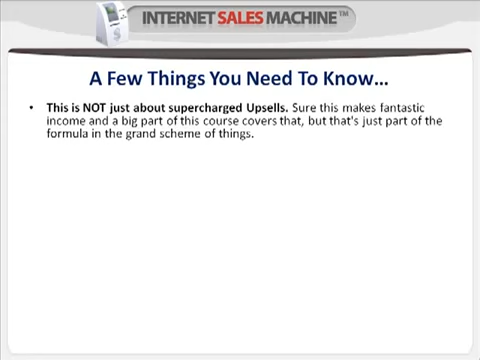 INTERNET SALES MACHINE™
A Few Things You Need To Know...
• This is NOT just about supercharged Upsells. Sure this makes fantastic
income and a big part of this course covers that, but that's just part of the
formula in the grand scheme of things.